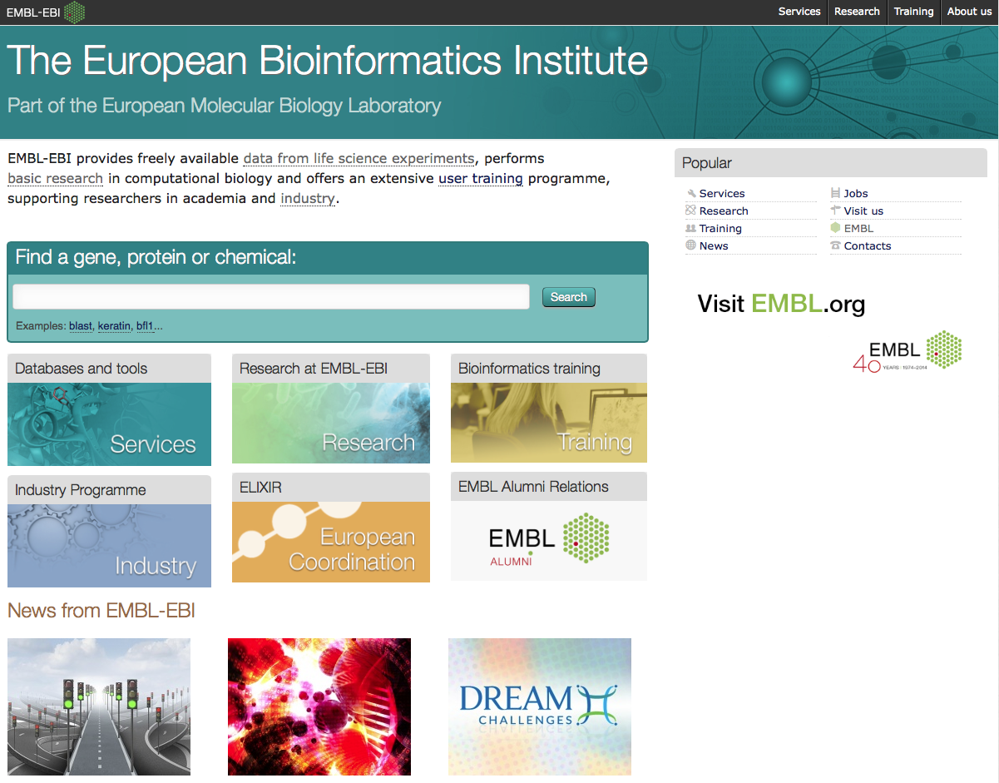 EMBL-EBI
Services
Research
Training
About us
The European Bioinformatics Institute
Part of the European Molecular Biology Laboratory
EMBL-EBI provides freely available data from life science experiments, performs
basic research in computational biology and offers an extensive user training programme,
supporting researchers in academia and industry.
Popular
Services
Research
Training
News
Jobs
Visit us
EMBL
Contacts
Find a gene, protein or chemical:
Search
Examples: blast, keratin, bfl1...
Visit EMBL.org
EMBL
40 YEARS | 1974-2014
Databases and tools
Services
Research at EMBL-EBI
Research
Bioinformatics training
Training
Industry Programme
Industry
ELIXIR
European
Coordination
EMBL Alumni Relations
EMBL
ALUMNI
News from EMBL-EBI
DREAM
CHALLENGES